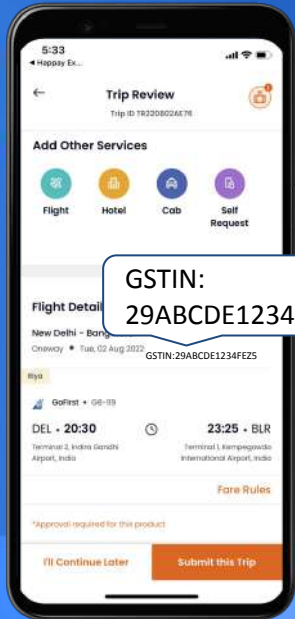 5:33
Happay Ex...
Trip Review
Trip ID TR220802AE76
Add Other Services
Flight
Hotel
Cab
Self
Request
GSTIN:
29ABCDE1234
Flight Detail
New Delhi - Bang
Oneway • Tue, 02 Aug 2022
GSTIN:29ABCDE1234FEZ5
Riya
GoFirst • G8-119
DEL • 20:30
23:25 • BLR
Terminal 2, Indira Gandhi
Airport, India
Terminal 1, Kempegowda
International Airport, India
Fare Rules
*Approval required for this product
I'll Continue Later
Submit this Trip